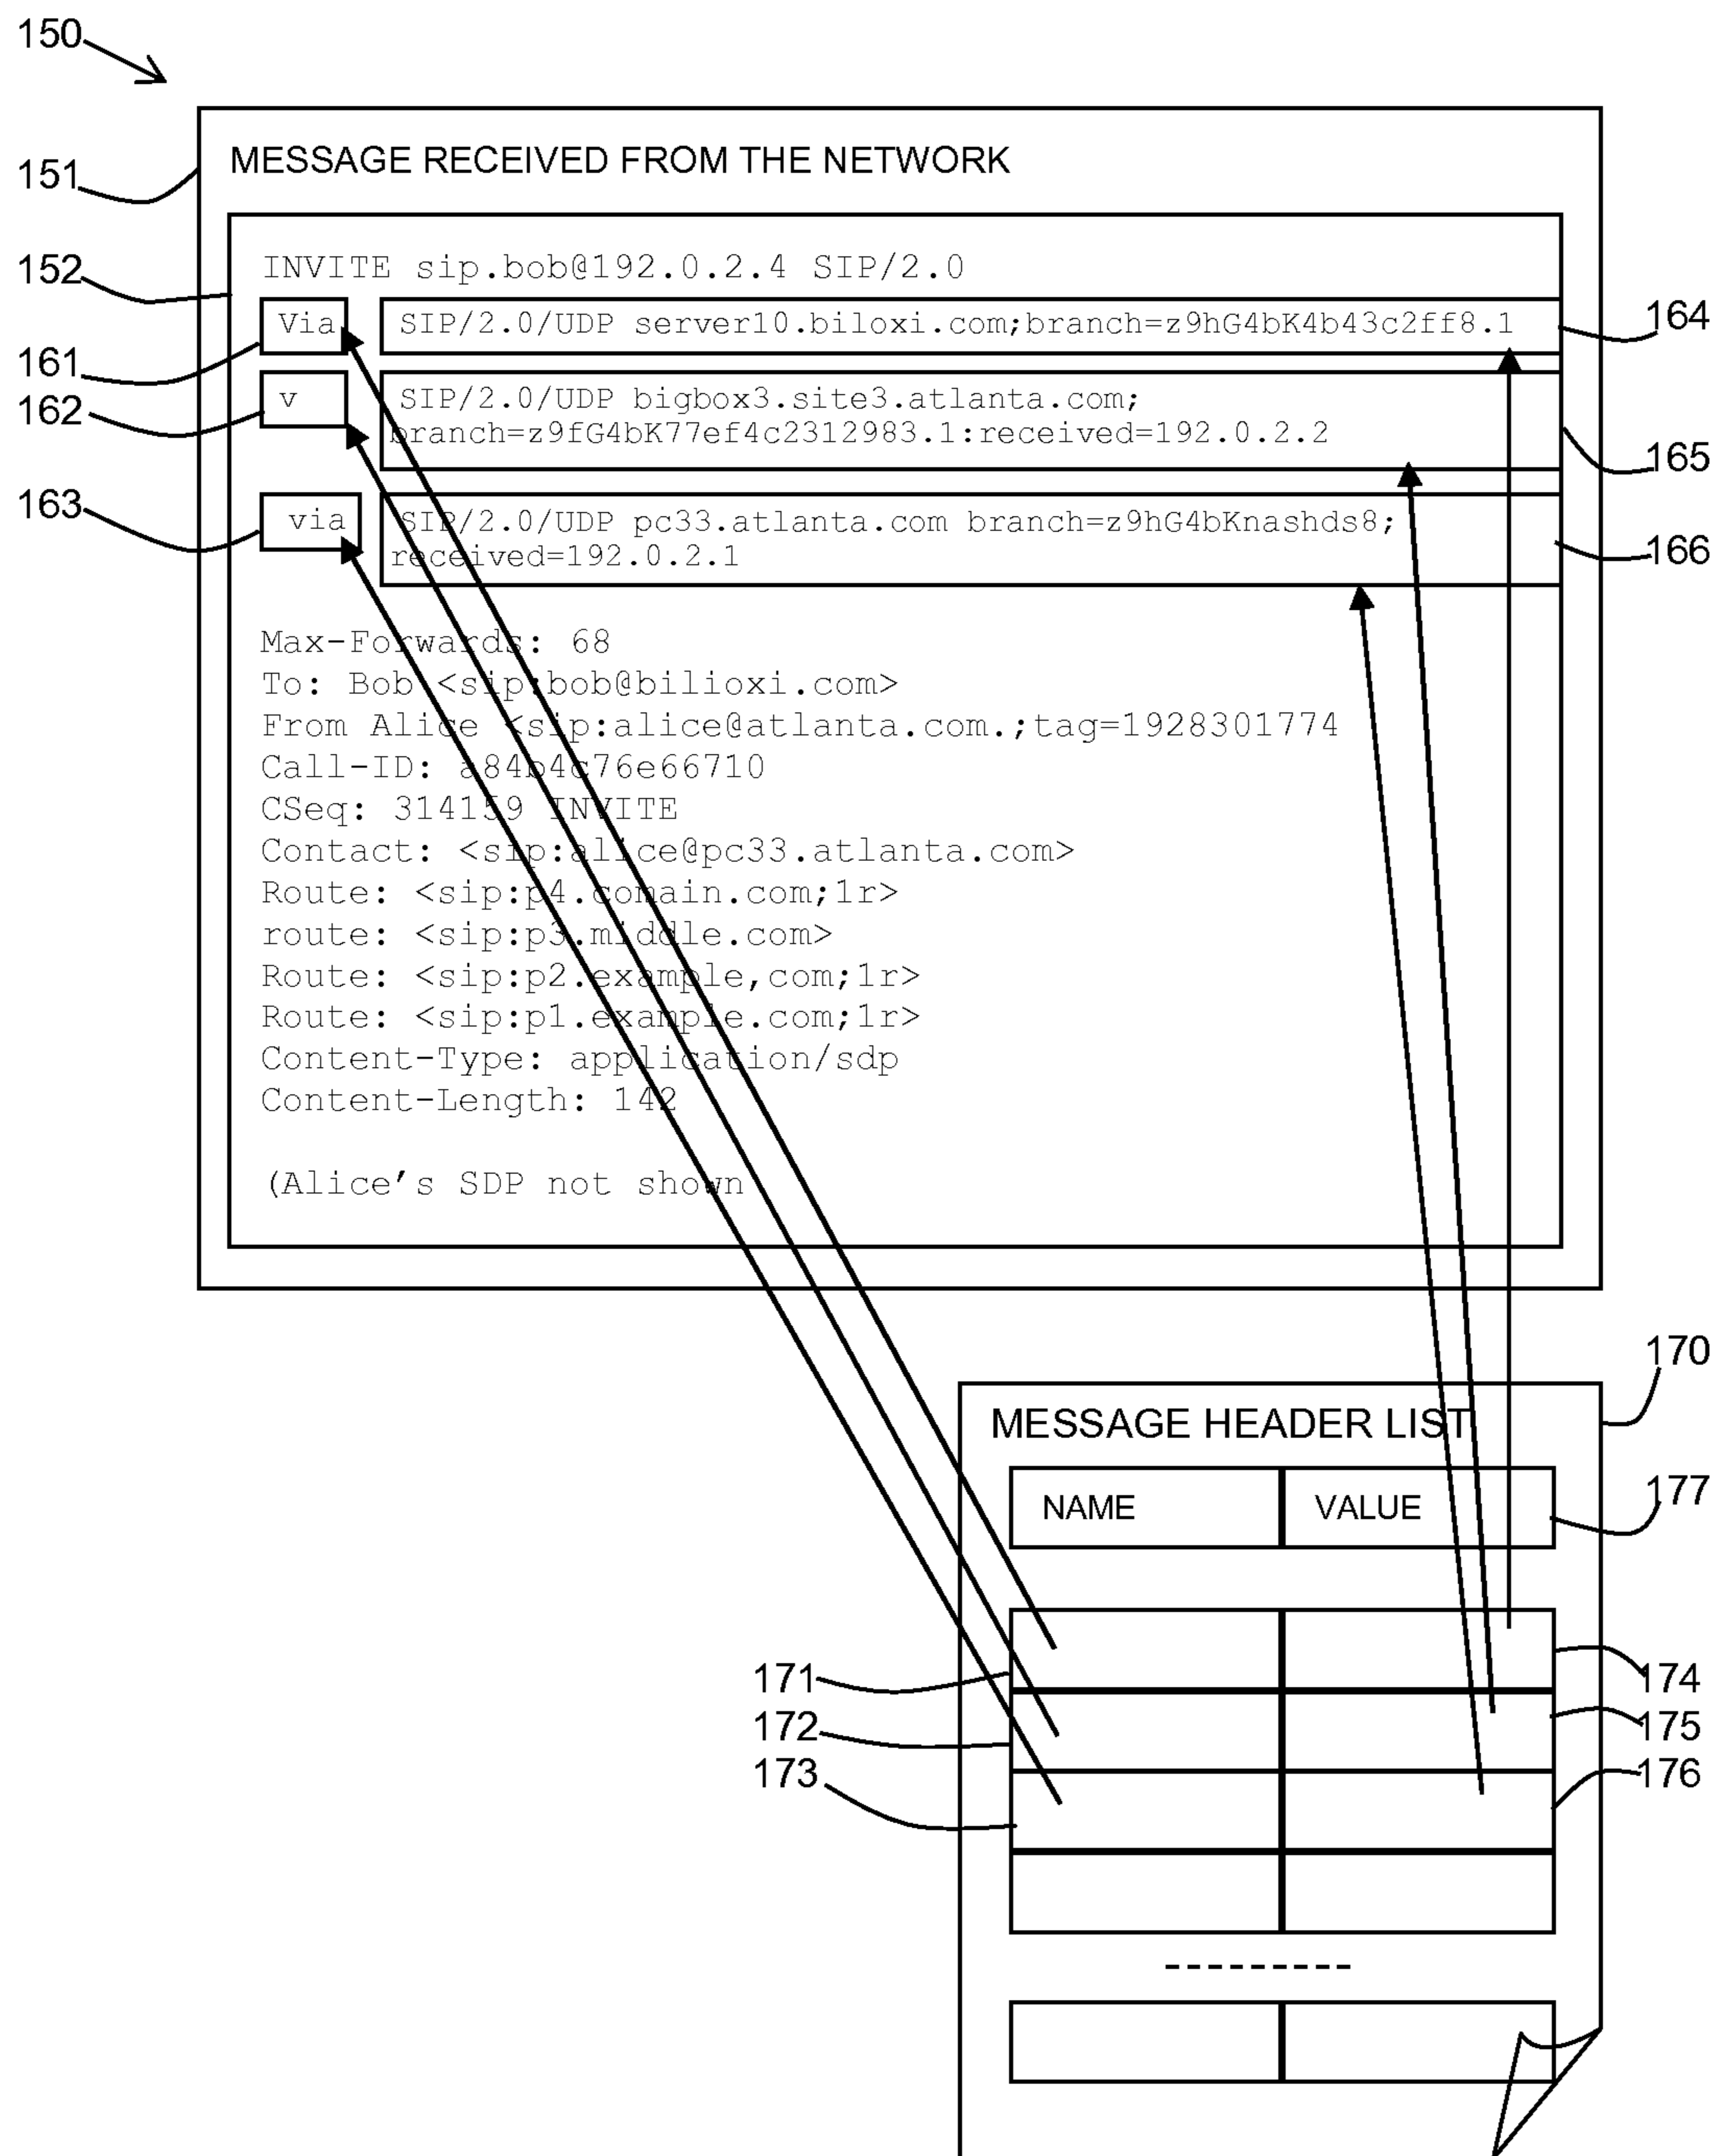 150
151
MESSAGE RECEIVED FROM THE NETWORK
152
INVITE sip.bob@192.0.2.4 SIP/2.0
161
Via
SIP/2.0/UDP server10.biloxi.com;branch=z9hG4bK4b43c2ff8.1
164
162
v
SIP/2.0/UDP bigbox3.site3.atlanta.com;
branch=z9fG4bK77ef4c2312983.1:received=192.0.2.2
165
163
via
SIP/2.0/UDP pc33.atlanta.com branch=z9hG4bKnashds8;
received=192.0.2.1
166
Max-Forwards: 68
To: Bob <sip:bob@bilioxi.com>
From Alice <sip:alice@atlanta.com.;tag=1928301774
Call-ID: a84b4c76e66710
CSeq: 314159 INVITE
Contact: <sip:alice@pc33.atlanta.com>
Route: <sip:p4.comain.com;1r>
route: <sip:p3.middle.com>
Route: <sip:p2.example,com;1r>
Route: <sip:p1.example.com;1r>
Content-Type: application/sdp
Content-Length: 142
(Alice's SDP not shown
170
MESSAGE HEADER LIST
NAME VALUE
177
171
174
172
175
173
176